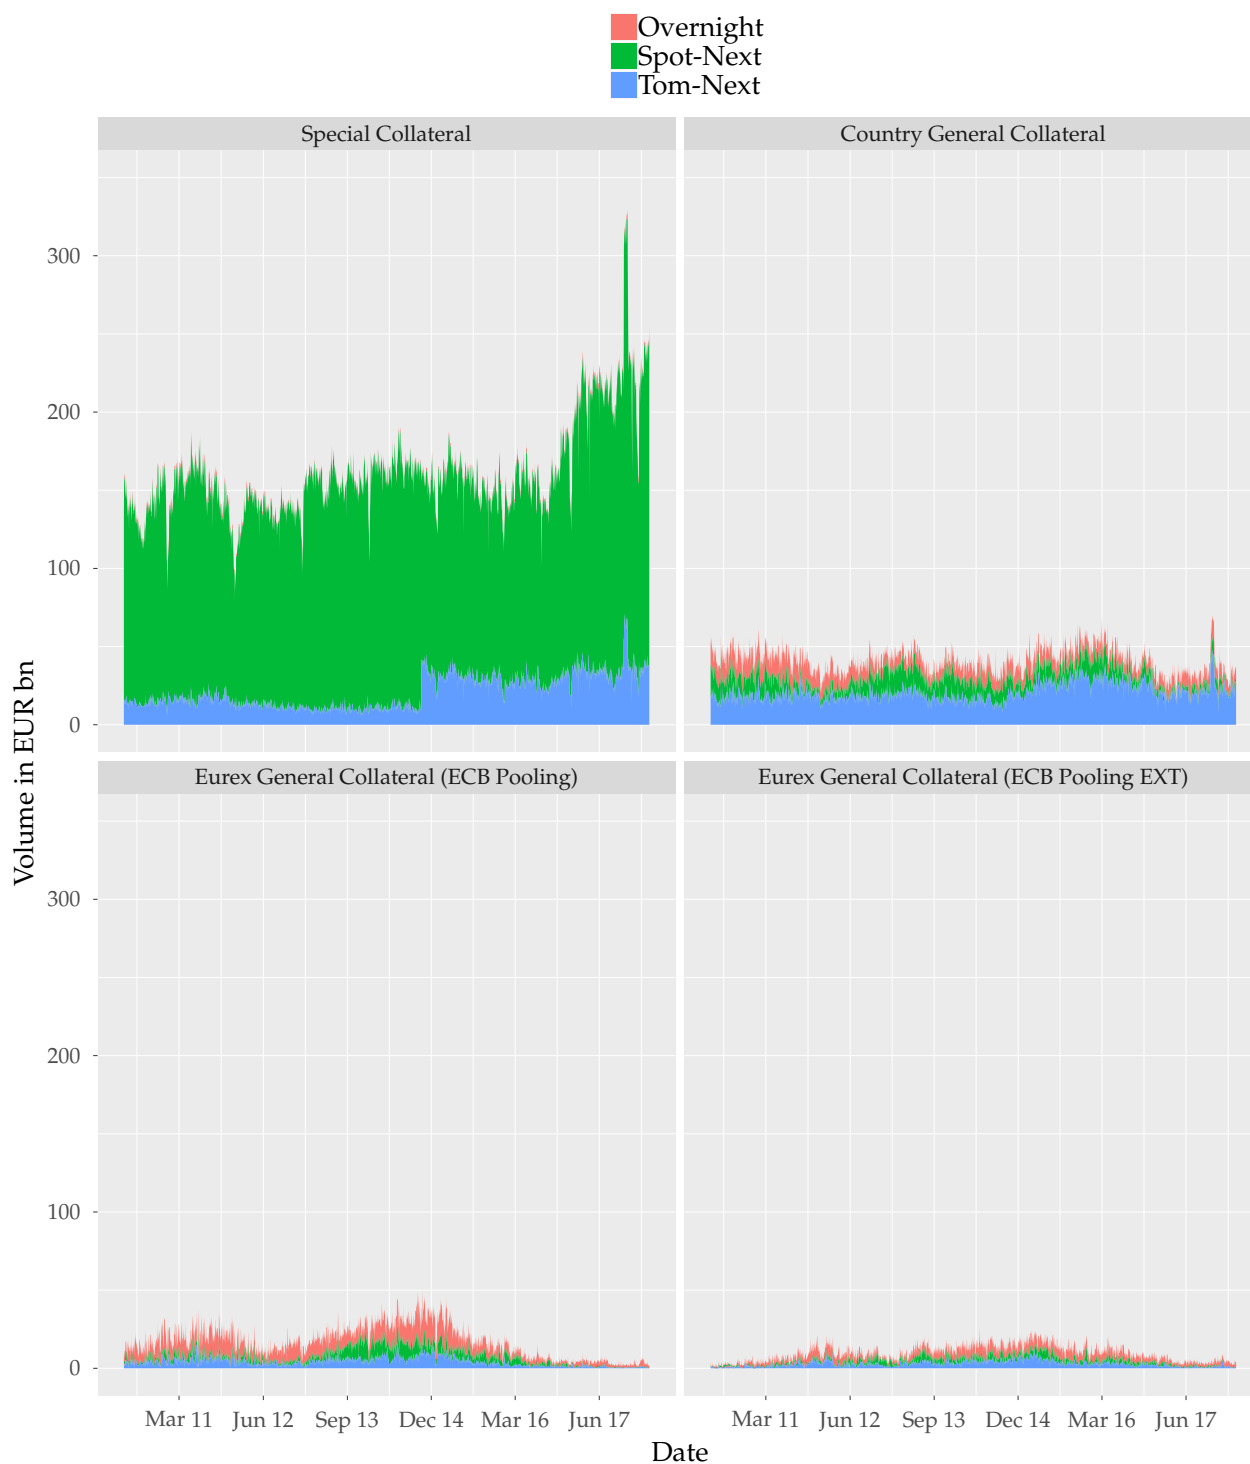 Overnight
Spot-Next
Tom-Next
Special Collateral
Country General Collateral
300
200
100
0
Eurex General Collateral (ECB Pooling)
Eurex General Collateral (ECB Pooling EXT)
300
200
100
0
Volume in EUR bn
Mar 11 Jun 12 Sep 13 Dec 14 Mar 16 Jun 17
Mar 11 Jun 12 Sep 13 Dec 14 Mar 16 Jun 17
Date